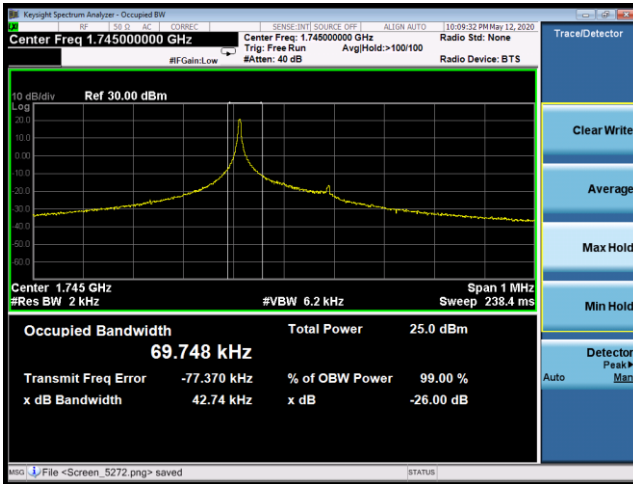 Keysight Spectrum Analyzer - Occupied BW
RF 50 Ω AC CORREC SENSE:INT SOURCE OFF ALIGN AUTO 10:09:32 PM May 12, 2020
Center Freq 1.745000000 GHz
Center Freq: 1.745000000 GHz
Radio Std: None
Trig: Free Run Avg|Hold:>100/100
#IFGain:Low #Atten: 40 dB Radio Device: BTS
10 dB/div Ref 30.00 dBm
Log
20.0
10.0
0.00
-10.0
-20.0
-30.0
-40.0
-50.0
-60.0
Center 1.745 GHz Span 1 MHz
#Res BW 2 kHz #VBW 6.2 kHz Sweep 238.4 ms
Occupied Bandwidth Total Power 25.0 dBm
69.748 kHz
Transmit Freq Error -77.370 kHz % of OBW Power 99.00 %
x dB Bandwidth 42.74 kHz x dB -26.00 dB
MSG File <Screen_5272.png> saved STATUS
Trace/Detector
Clear Write
Average
Max Hold
Min Hold
Detector
Peak▶
Auto Man